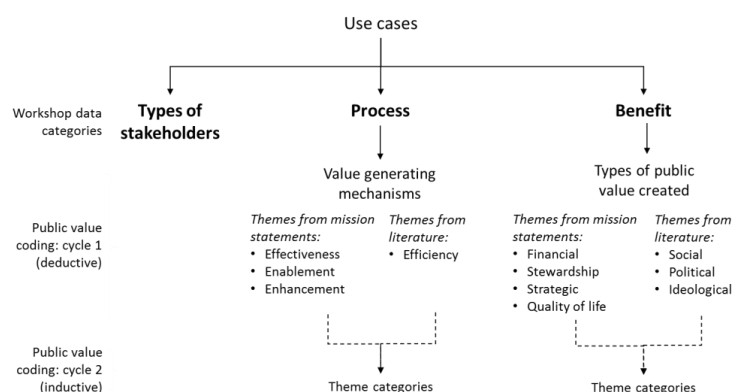 Use cases
Workshop data
categories
Types of
stakeholders
Process
Benefit
Value generating
mechanisms
Types of public
value created
Public value
coding: cycle 1
(deductive)
Themes from mission
statements:
• Effectiveness
• Enablement
• Enhancement
Themes from
literature:
• Efficiency
Themes from mission
statements:
• Financial
• Stewardship
• Strategic
• Quality of life
Themes from
literature:
• Social
• Political
• Ideological
Public value
coding: cycle 2
(inductive)
Theme categories
Theme categories